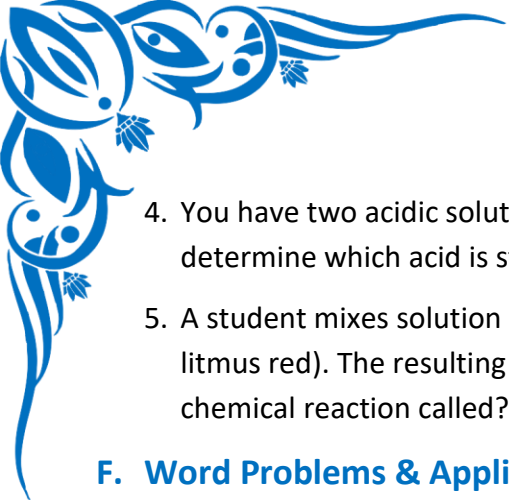 4. You have two acidic solut
determine which acid is s
5. A student mixes solution
litmus red). The resulting
chemical reaction called?
F. Word Problems & Appli